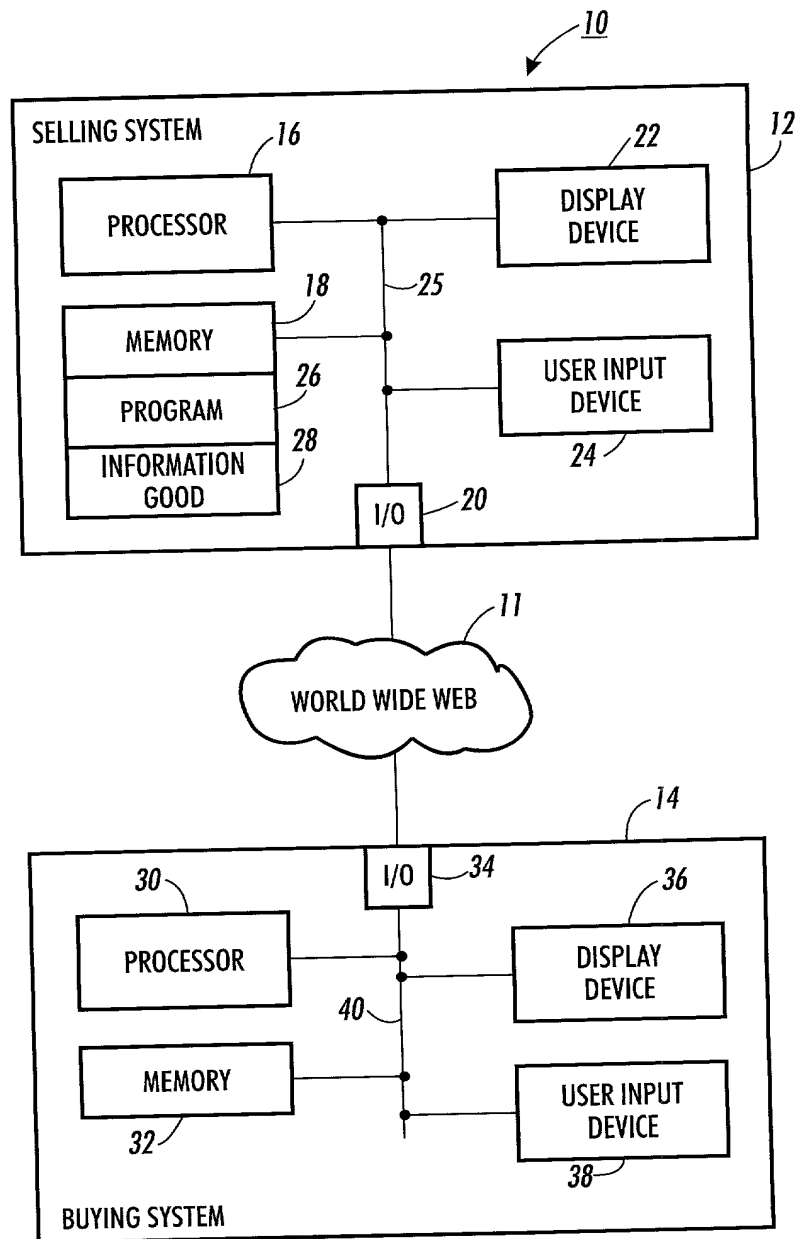 10
SELLING SYSTEM
12
16
PROCESSOR
22
DISPLAY
DEVICE
25
18
MEMORY
26
PROGRAM
28
INFORMATION
GOOD
USER INPUT
DEVICE
24
I/O
20
11
WORLD WIDE WEB
14
I/O
34
30
PROCESSOR
36
DISPLAY
DEVICE
40
MEMORY
32
USER INPUT
DEVICE
38
BUYING SYSTEM